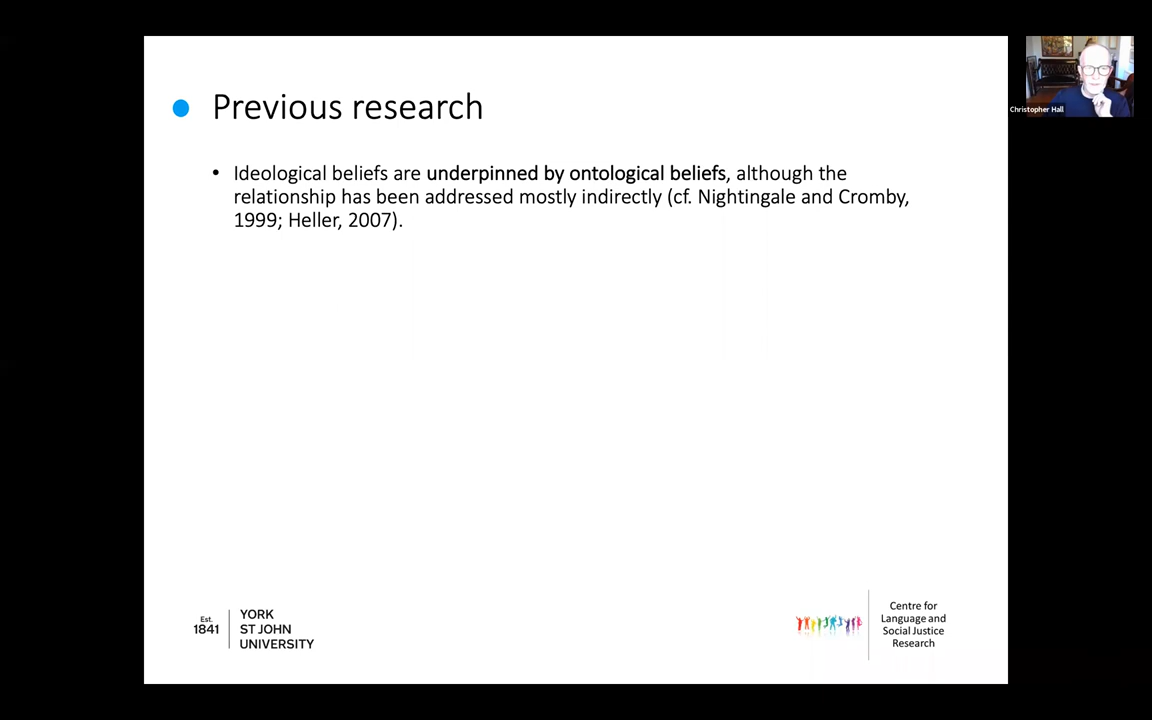 Previous research
• Ideological beliefs are underpinned by ontological beliefs, although the
relationship has been addressed mostly indirectly (cf. Nightingale and Cromby,
1999; Heller, 2007).
Christopher Hall
Est.
1841
YORK
ST JOHN
UNIVERSITY
Centre for
Language and
Social Justice
Research